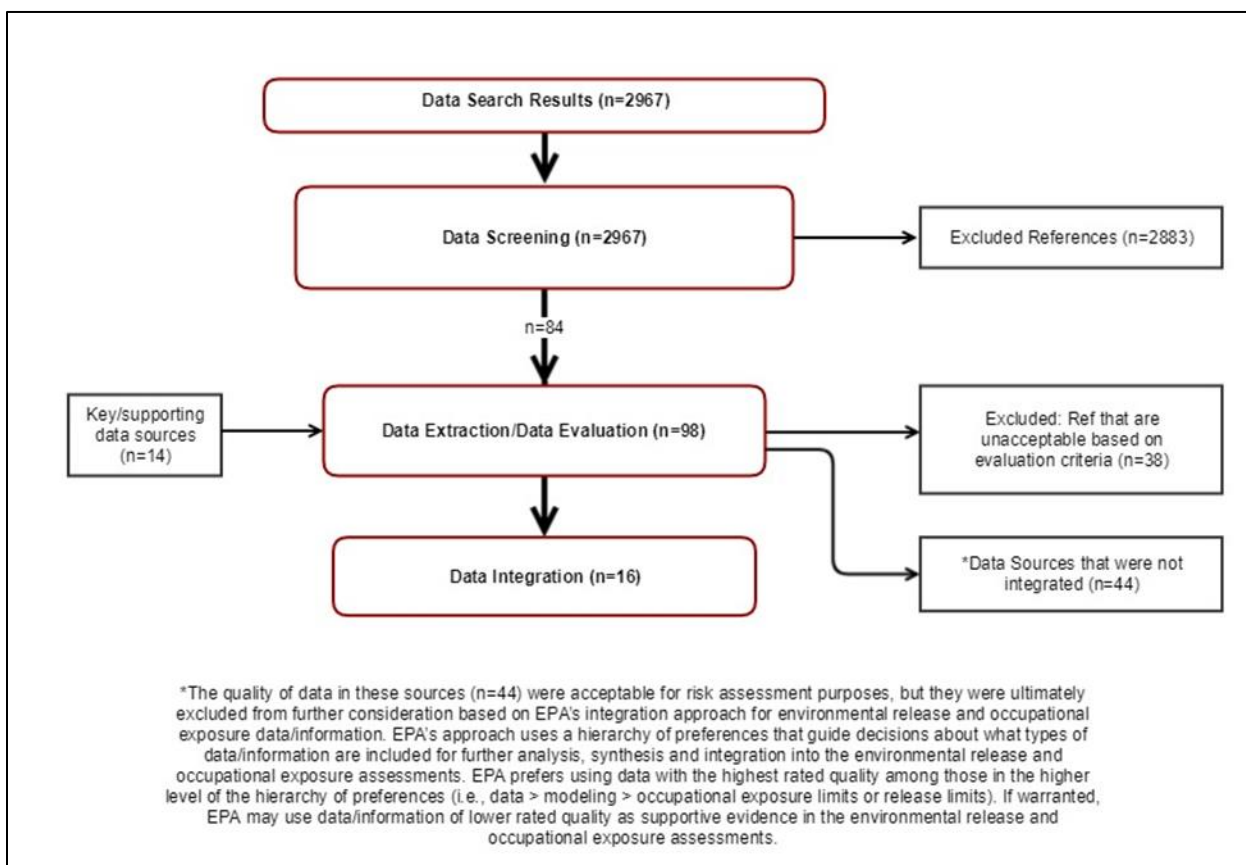 Data Search Results (n=2967)
Data Screening (n=2967)
Excluded References (n=2883)
n=84
Key/supporting
data sources
(n=14)
Data Extraction/Data Evaluation (n=98)
Excluded: Ref that are
unacceptable based on
evaluation criteria (n=38)
*Data Sources that were not
integrated (n=44)
Data Integration (n=16)
*The quality of data in these sources (n=44) were acceptable for risk assessment purposes, but they were ultimately
excluded from further consideration based on EPA's integration approach for environmental release and occupational
exposure data/information. EPA's approach uses a hierarchy of preferences that guide decisions about what types of
data/information are included for further analysis, synthesis and integration into the environmental release and
occupational exposure assessments. EPA prefers using data with the highest rated quality among those in the higher
level of the hierarchy of preferences (i.e., data > modeling > occupational exposure limits or release limits). If warranted,
EPA may use data/information of lower rated quality as supportive evidence in the environmental release and
occupational exposure assessments.